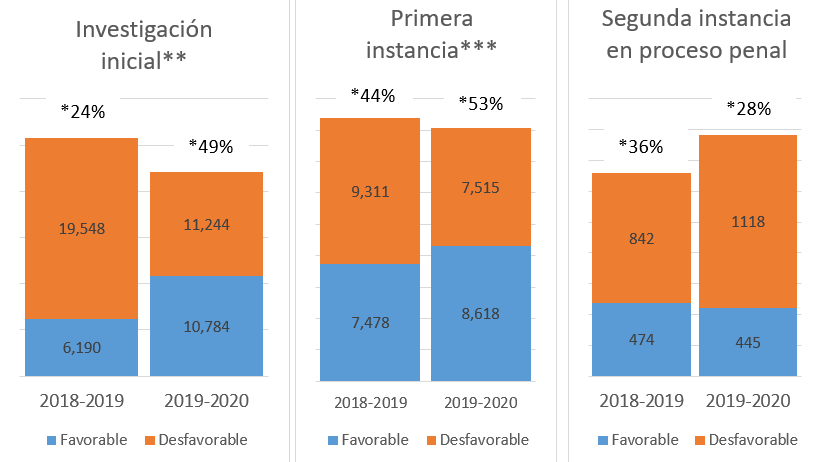 Investigación
inicial**
*24%
*49%
19,548
11,244
6,190
10,784
2018-2019
2019-2020
Favorable
Desfavorable
Primera
instancia***
*44%
*53%
9,311
7,515
7,478
8,618
2018-2019
2019-2020
Favorable
Desfavorable
Segunda instancia
en proceso penal
*36%
*28%
842
1118
474
445
2018-2019
2019-2020
Favorable
Desfavorable